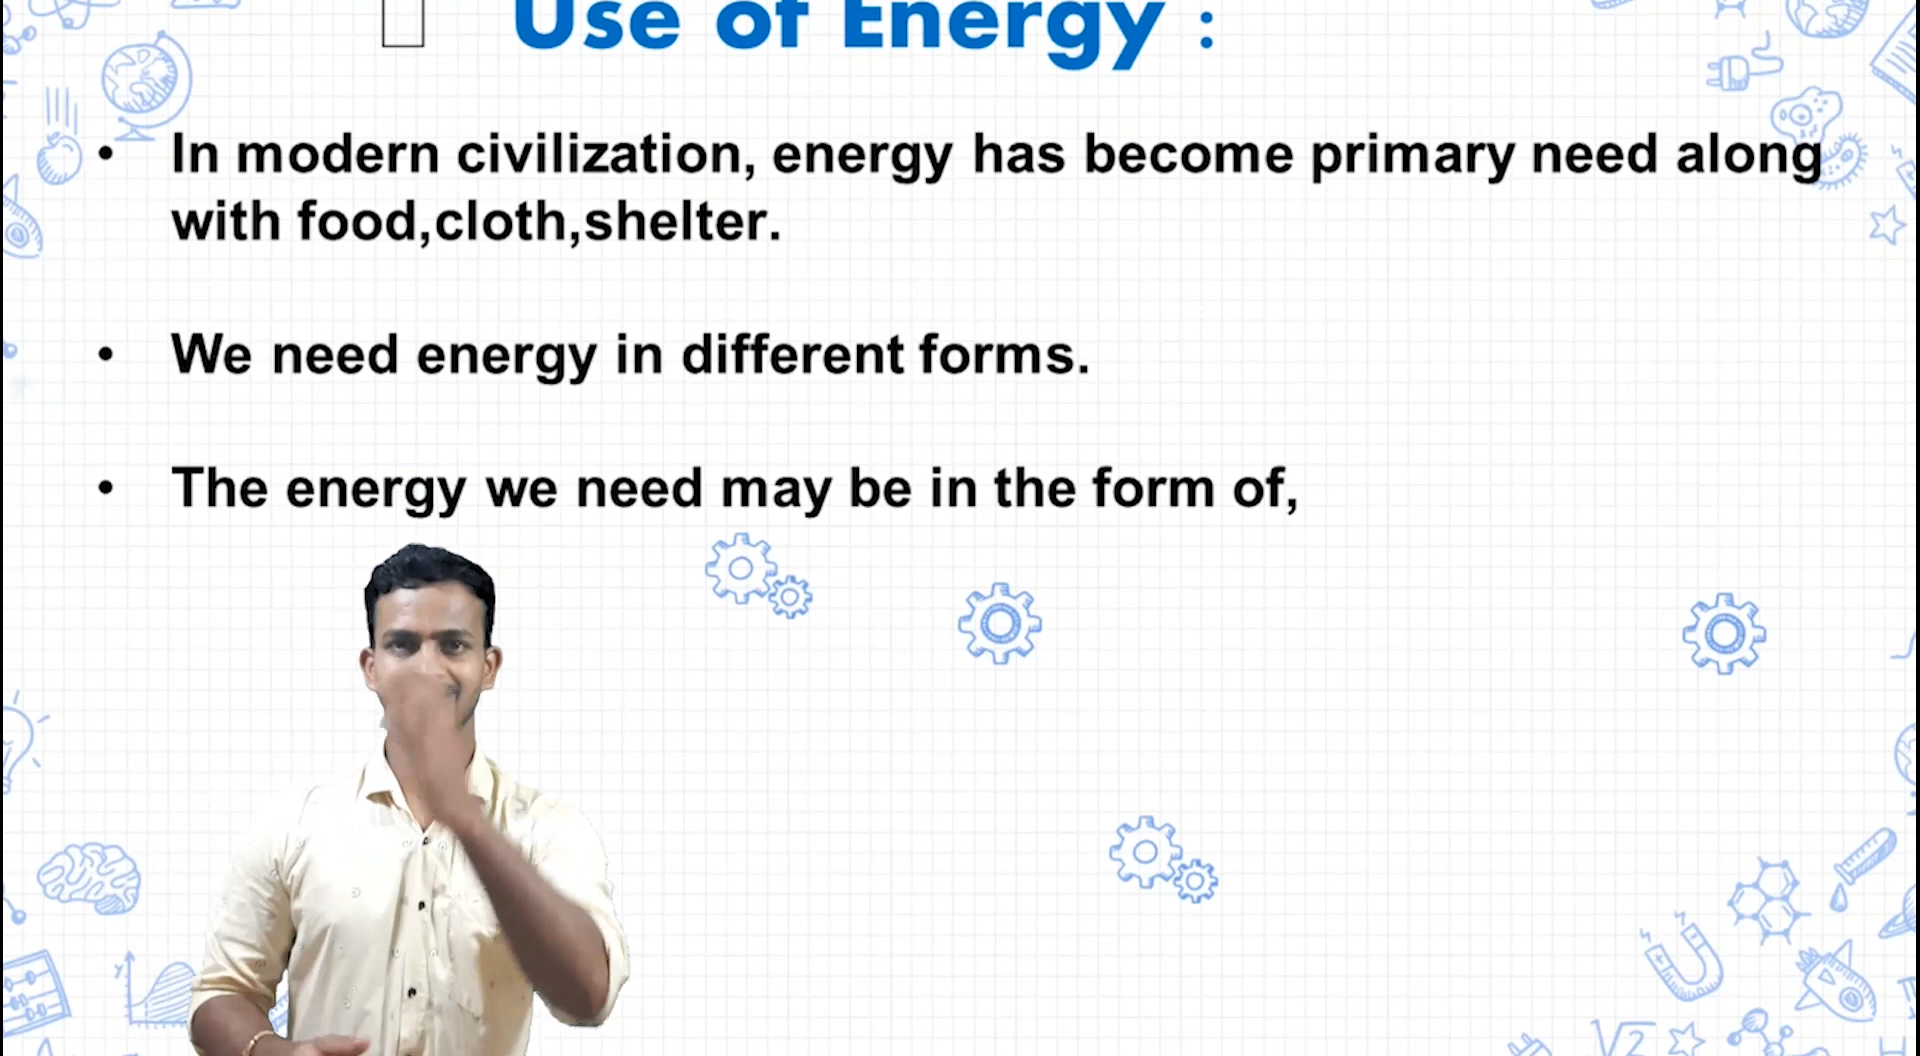 Use of Energy :
• In modern civilization, energy has become primary need along
with food,cloth,shelter.
• We need energy in different forms.
• The energy we need may be in the form of,
Y
√2